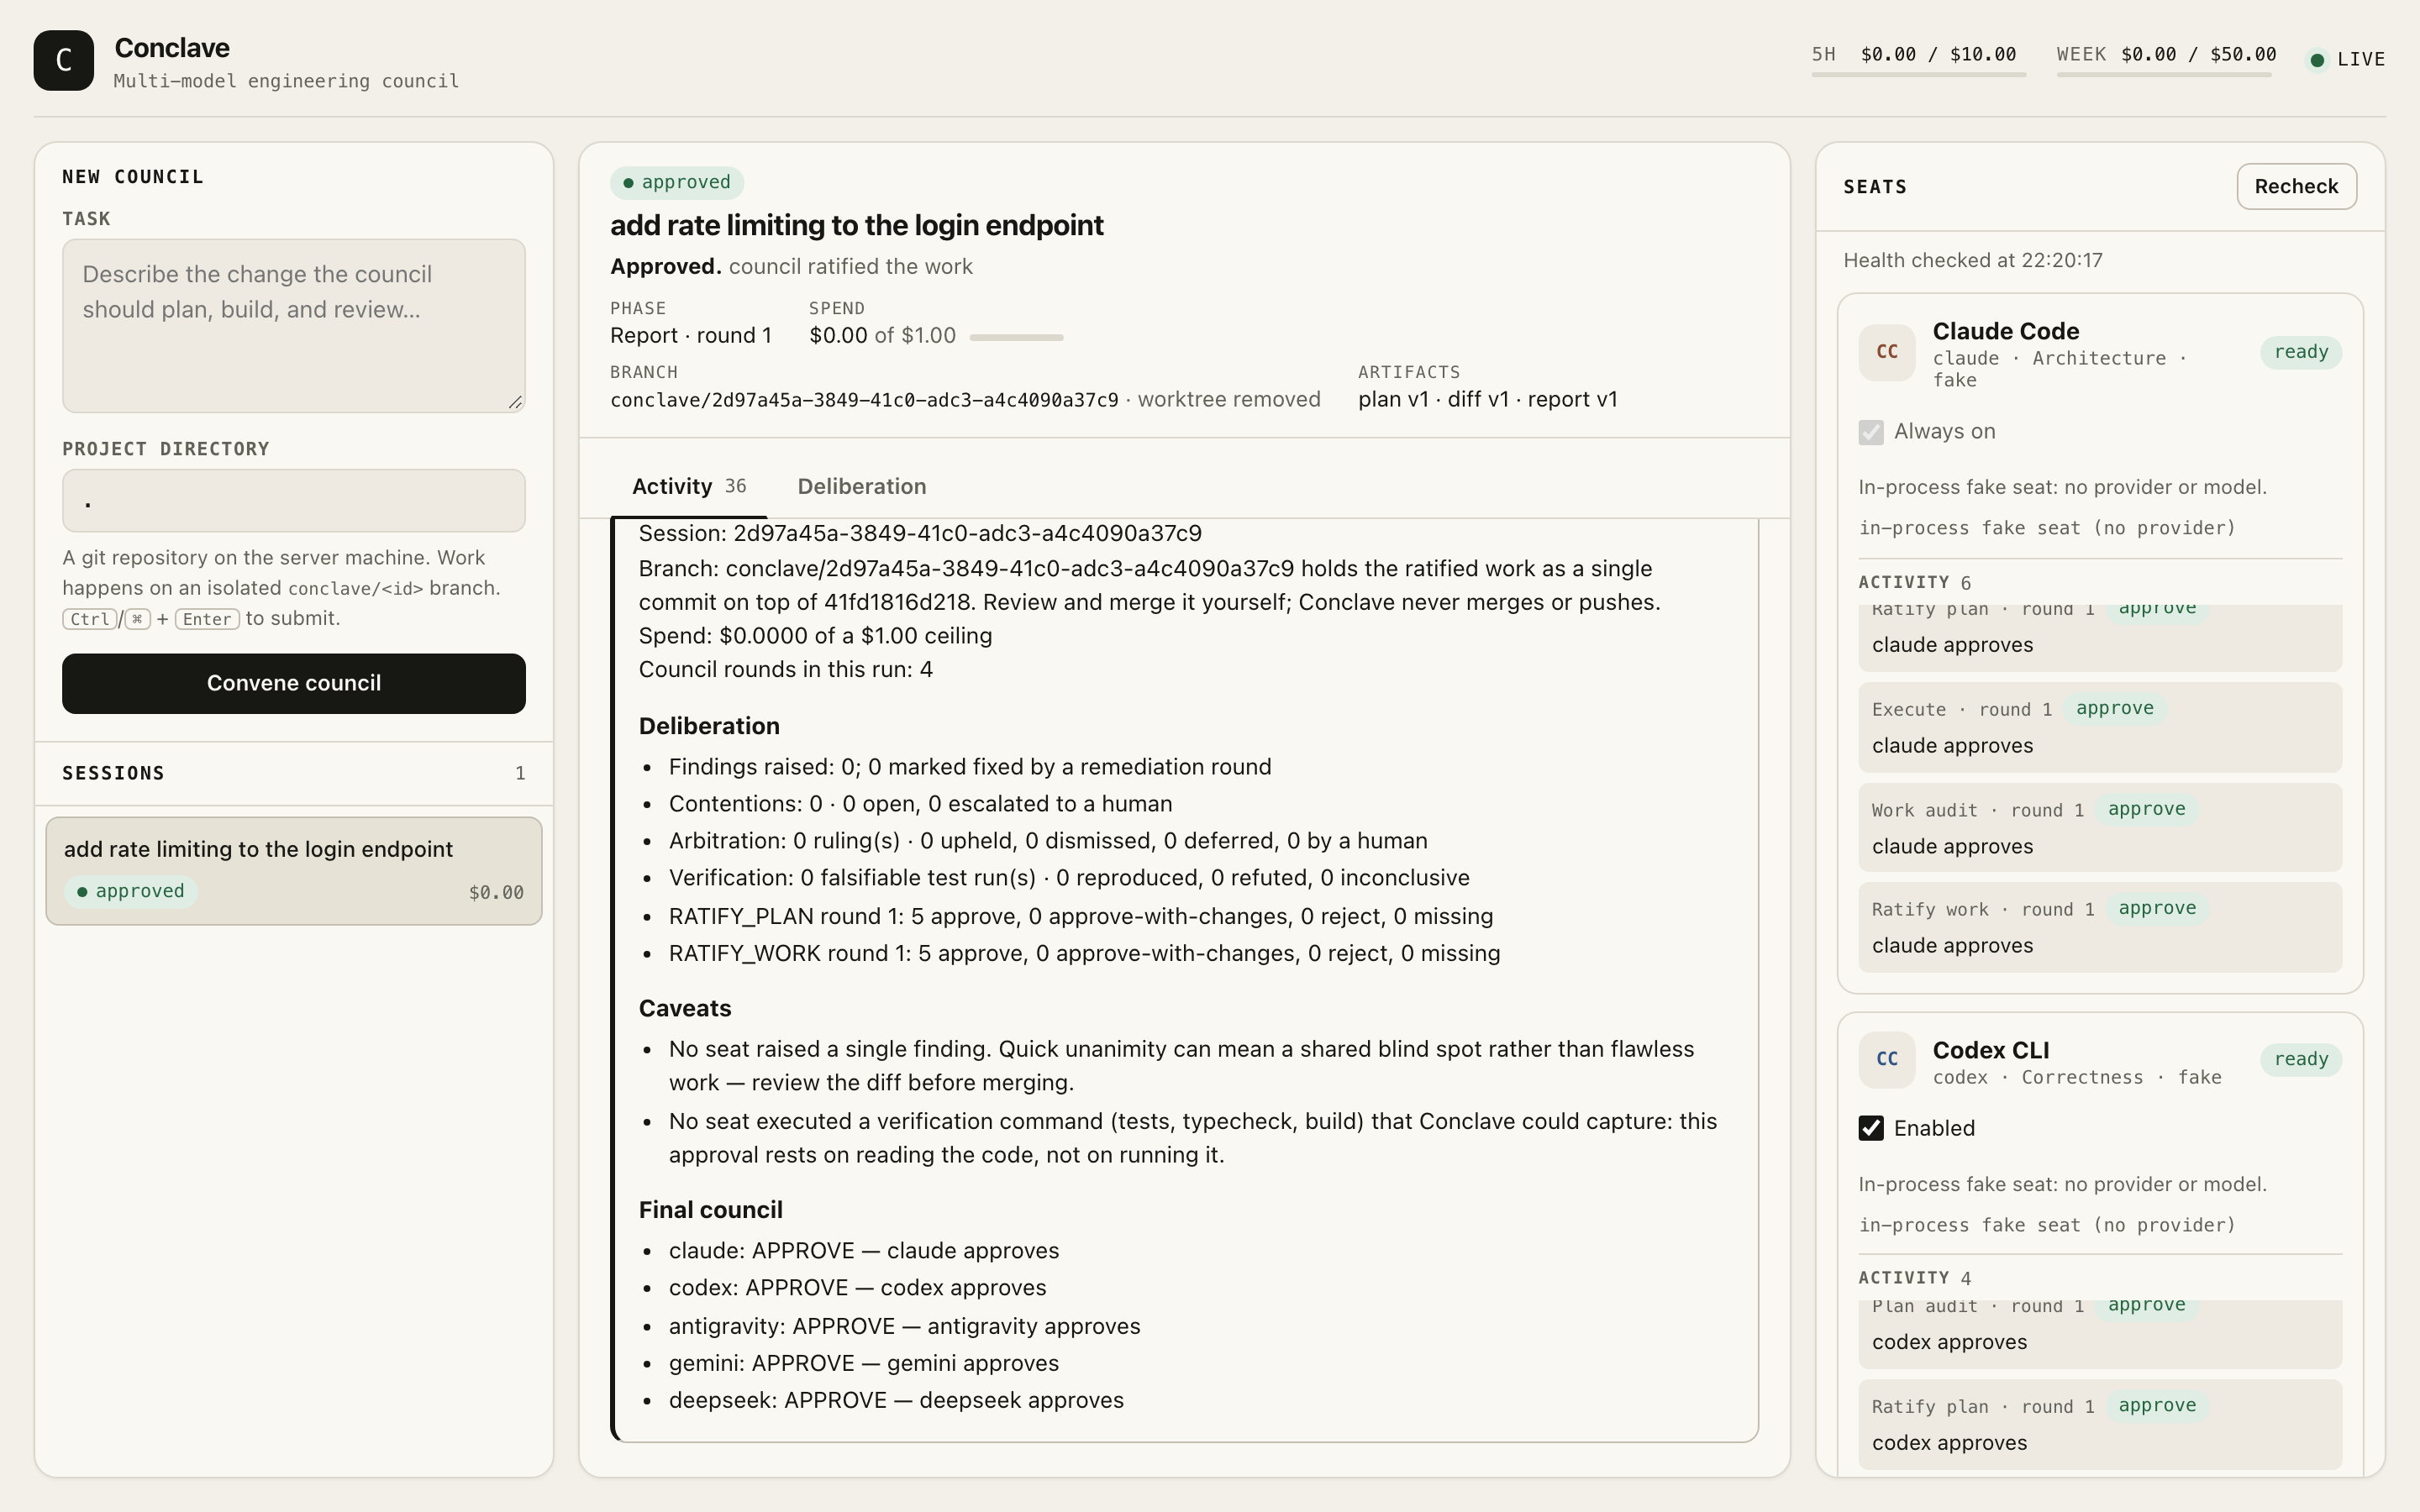 C
Conclave
Multi-model engineering council
5H $0.00 / $10.00
WEEK $0.00 / $50.00
LIVE
NEW COUNCIL
TASK
Describe the change the council
should plan, build, and review...
PROJECT DIRECTORY
.
A git repository on the server machine. Work
happens on an isolated conclave/<id> branch.
Ctrl/⌘ + Enter to submit.
Convene council
SESSIONS 1
add rate limiting to the login endpoint
approved $0.00
approved
add rate limiting to the login endpoint
Approved. council ratified the work
PHASE SPEND
Report · round 1 $0.00 of $1.00
BRANCH ARTIFACTS
conclave/2d97a45a-3849-41c0-adc3-a4c4090a37c9 · worktree removed plan v1 · diff v1 · report v1
Activity 36 Deliberation
Session: 2d97a45a-3849-41c0-adc3-a4c4090a37c9
Branch: conclave/2d97a45a-3849-41c0-adc3-a4c4090a37c9 holds the ratified work as a single
commit on top of 41fd1816d218. Review and merge it yourself; Conclave never merges or pushes.
Spend: $0.0000 of a $1.00 ceiling
Council rounds in this run: 4
Deliberation
• Findings raised: 0; 0 marked fixed by a remediation round
• Contentions: 0 · 0 open, 0 escalated to a human
• Arbitration: 0 ruling(s) · 0 upheld, 0 dismissed, 0 deferred, 0 by a human
• Verification: 0 falsifiable test run(s) · 0 reproduced, 0 refuted, 0 inconclusive
• RATIFY_PLAN round 1: 5 approve, 0 approve-with-changes, 0 reject, 0 missing
• RATIFY_WORK round 1: 5 approve, 0 approve-with-changes, 0 reject, 0 missing
Caveats
• No seat raised a single finding. Quick unanimity can mean a shared blind spot rather than flawless
work — review the diff before merging.
• No seat executed a verification command (tests, typecheck, build) that Conclave could capture: this
approval rests on reading the code, not on running it.
Final council
• claude: APPROVE — claude approves
• codex: APPROVE — codex approves
• antigravity: APPROVE — antigravity approves
• gemini: APPROVE — gemini approves
• deepseek: APPROVE — deepseek approves
SEATS
Recheck
Health checked at 22:20:17
CC
Claude Code
claude · Architecture ·
fake
ready
Always on
In-process fake seat: no provider or model.
in-process fake seat (no provider)
ACTIVITY 6
Ratify plan · round 1 approve
claude approves
Execute · round 1 approve
claude approves
Work audit · round 1 approve
claude approves
Ratify work · round 1 approve
claude approves
CC
Codex CLI
codex · Correctness · fake
ready
Enabled
In-process fake seat: no provider or model.
in-process fake seat (no provider)
ACTIVITY 4
Plan audit · round 1 approve
codex approves
Ratify plan · round 1 approve
codex approves